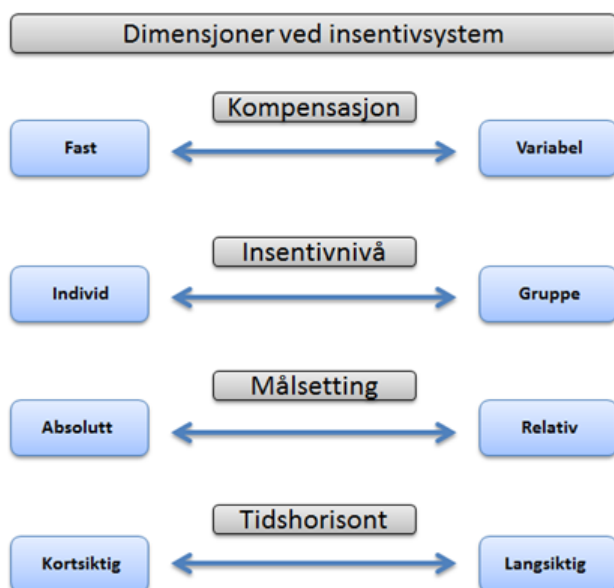 Dimensjoner ved insentivsystem
Kompensasjon
Fast
Variabel
Insentivnivå
Individ
Gruppe
Målsetting
Absolutt
Relativ
Tidshorisont
Kortsiktig
Langsiktig